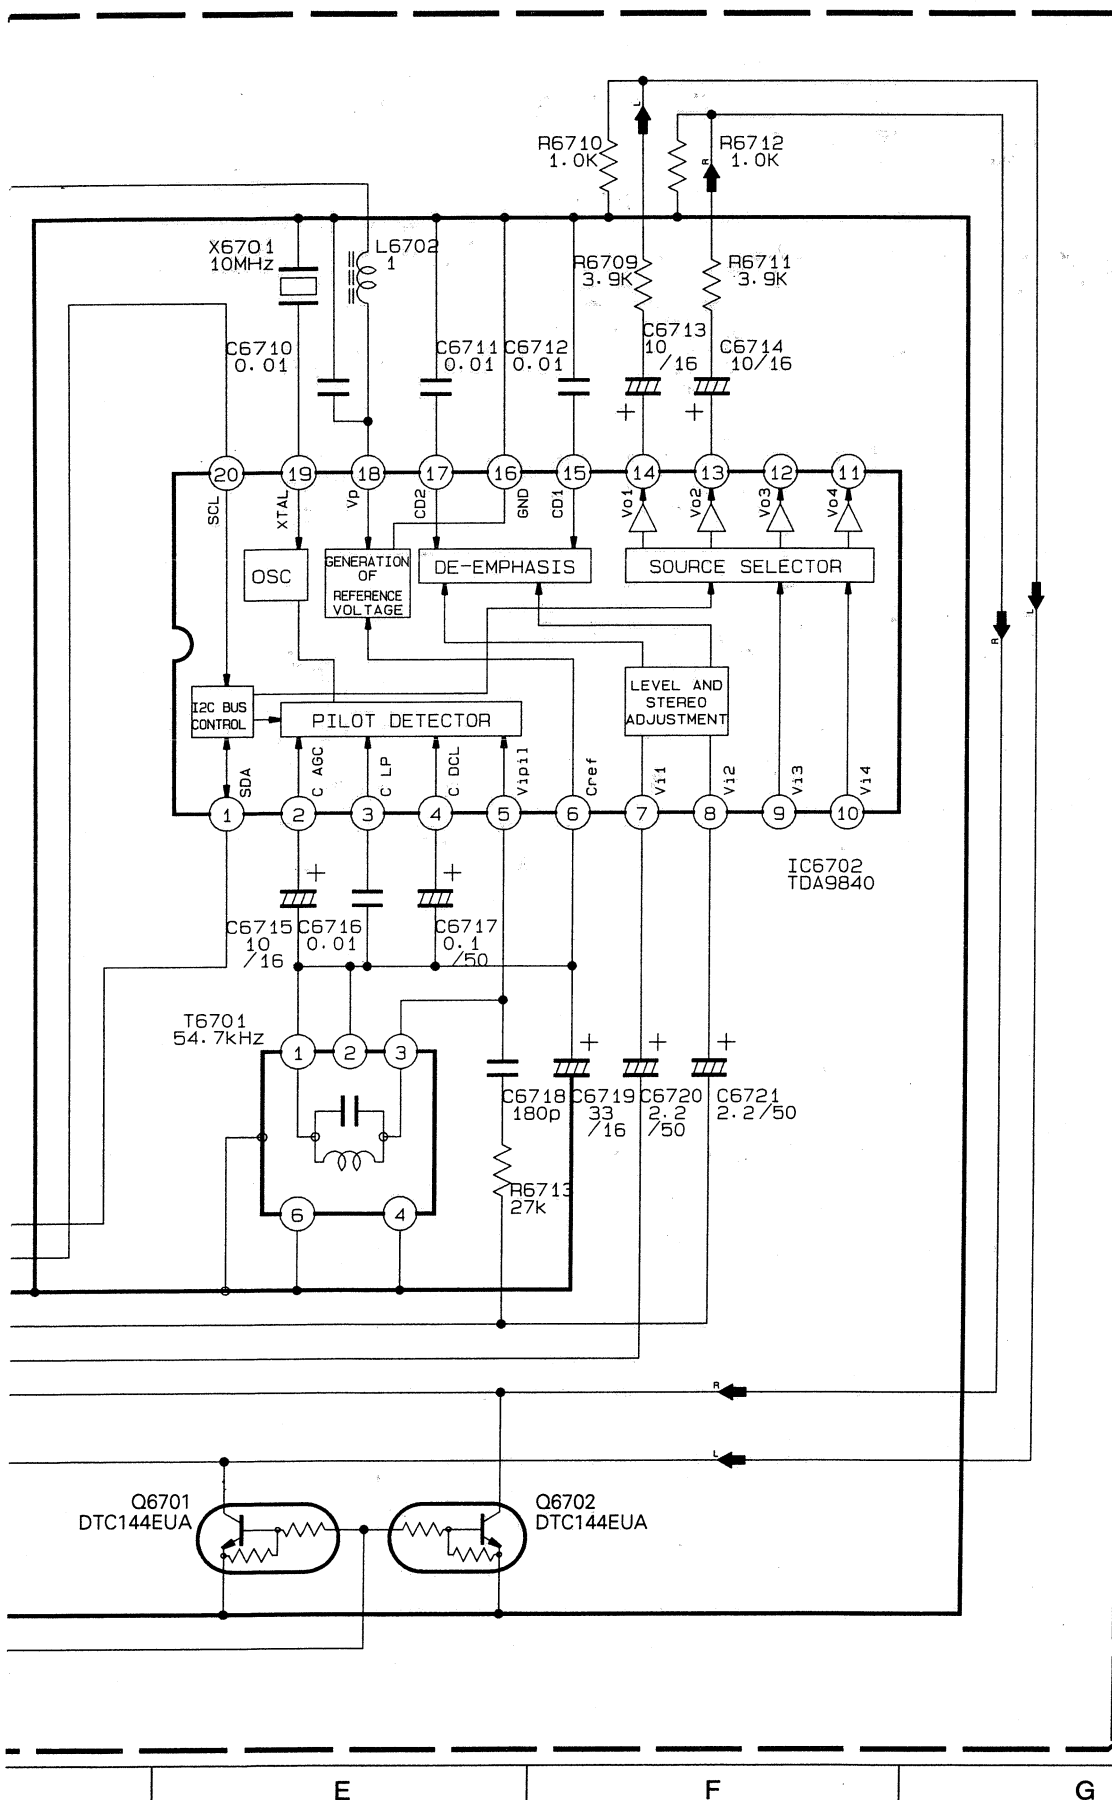 L
R6710
1.0K
R
R6712
1.0K
X6701
10MHz
L6702
1
R6709
3.9K
R6711
3.9K
C6710
0.01
C6711
0.01
C6712
0.01
C6713
10
/16
C6714
10/16
+
+
20
19
18
17
16
15
14
13
12
11
SCL
XTAL
Vp
CD2
GND
CD1
Vo1
Vo2
Vo3
Vo4
OSC
GENERATION
OF
REFERENCE
VOLTAGE
DE-EMPHASIS
SOURCE SELECTOR
L
R
I2C BUS
CONTROL
PILOT DETECTOR
LEVEL AND
STEREO
ADJUSTMENT
SDA
C AGC
C LP
C DCL
Vipil
Cref
Vi1
Vi2
Vi3
Vi4
1
2
3
4
5
6
7
8
9
10
IC6702
TDA9840
+
+
C6715
10
/16
C6716
0.01
C6717
0.1
/50
T6701
54.7kHz
1
2
3
+
+
+
C6718
180p
C6719
33
/16
C6720
2.2
/50
C6721
2.2/50
R6713
27K
6
4
R
L
Q6701
DTC144EUA
Q6702
DTC144EUA
E
F
G